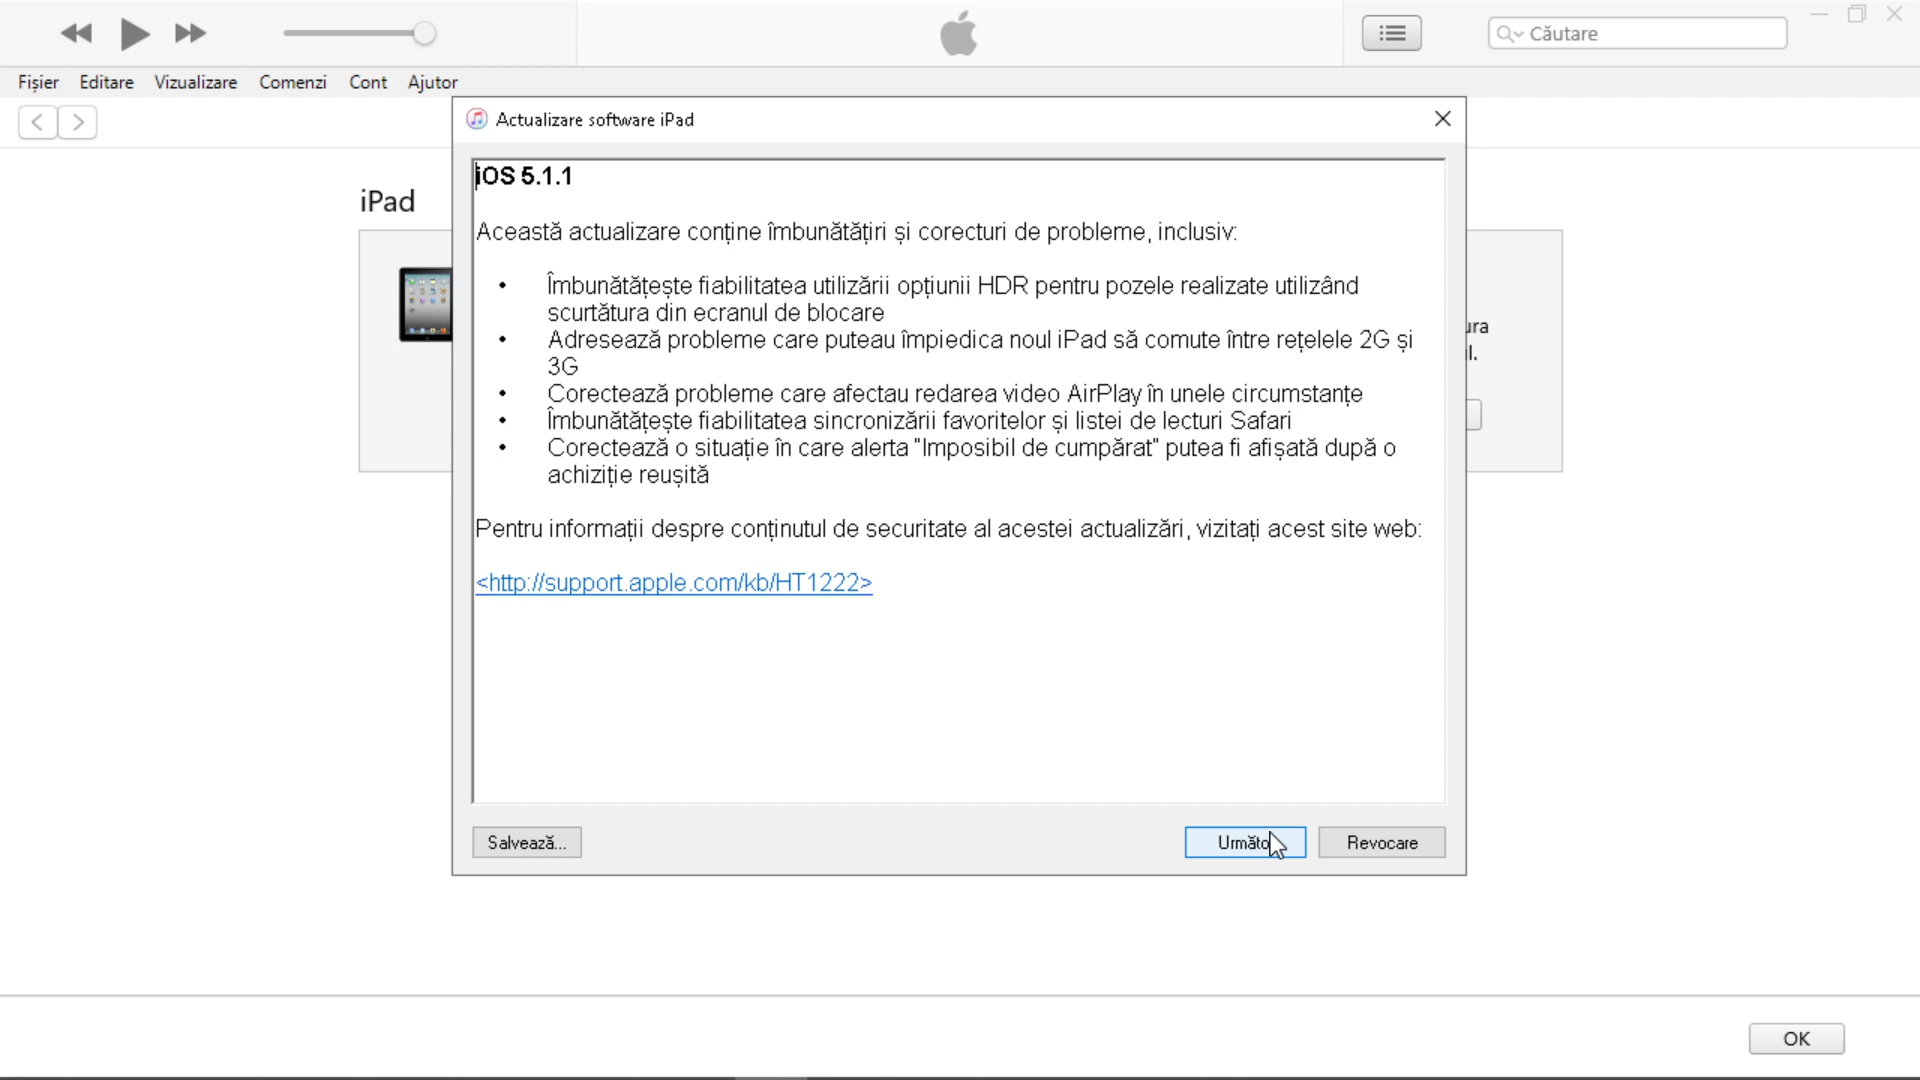 Căutare
Fișier Editare Vizualizare Comenzi Cont Ajutor
Actualizare software iPad
iPad
iOS 5.1.1
Această actualizare conține îmbunătățiri și corecturi de probleme, inclusiv:
• Îmbunătățește fiabilitatea utilizării opțiunii HDR pentru pozele realizate utilizând
scurtătura din ecranul de blocare
• Adresează probleme care puteau împiedica noul iPad să comute între rețelele 2G și
3G
• Corectează probleme care afectau redarea video AirPlay în unele circumstanțe
• Îmbunătățește fiabilitatea sincronizării favoritelor și listei de lecturi Safari
• Corectează o situație în care alerta "Imposibil de cumpărat" putea fi afișată după o
achiziție reușită
Pentru informații despre conținutul de securitate al acestei actualizări, vizitați acest site web:
<http://support.apple.com/kb/HT1222>
Salvează... Revocare
OK